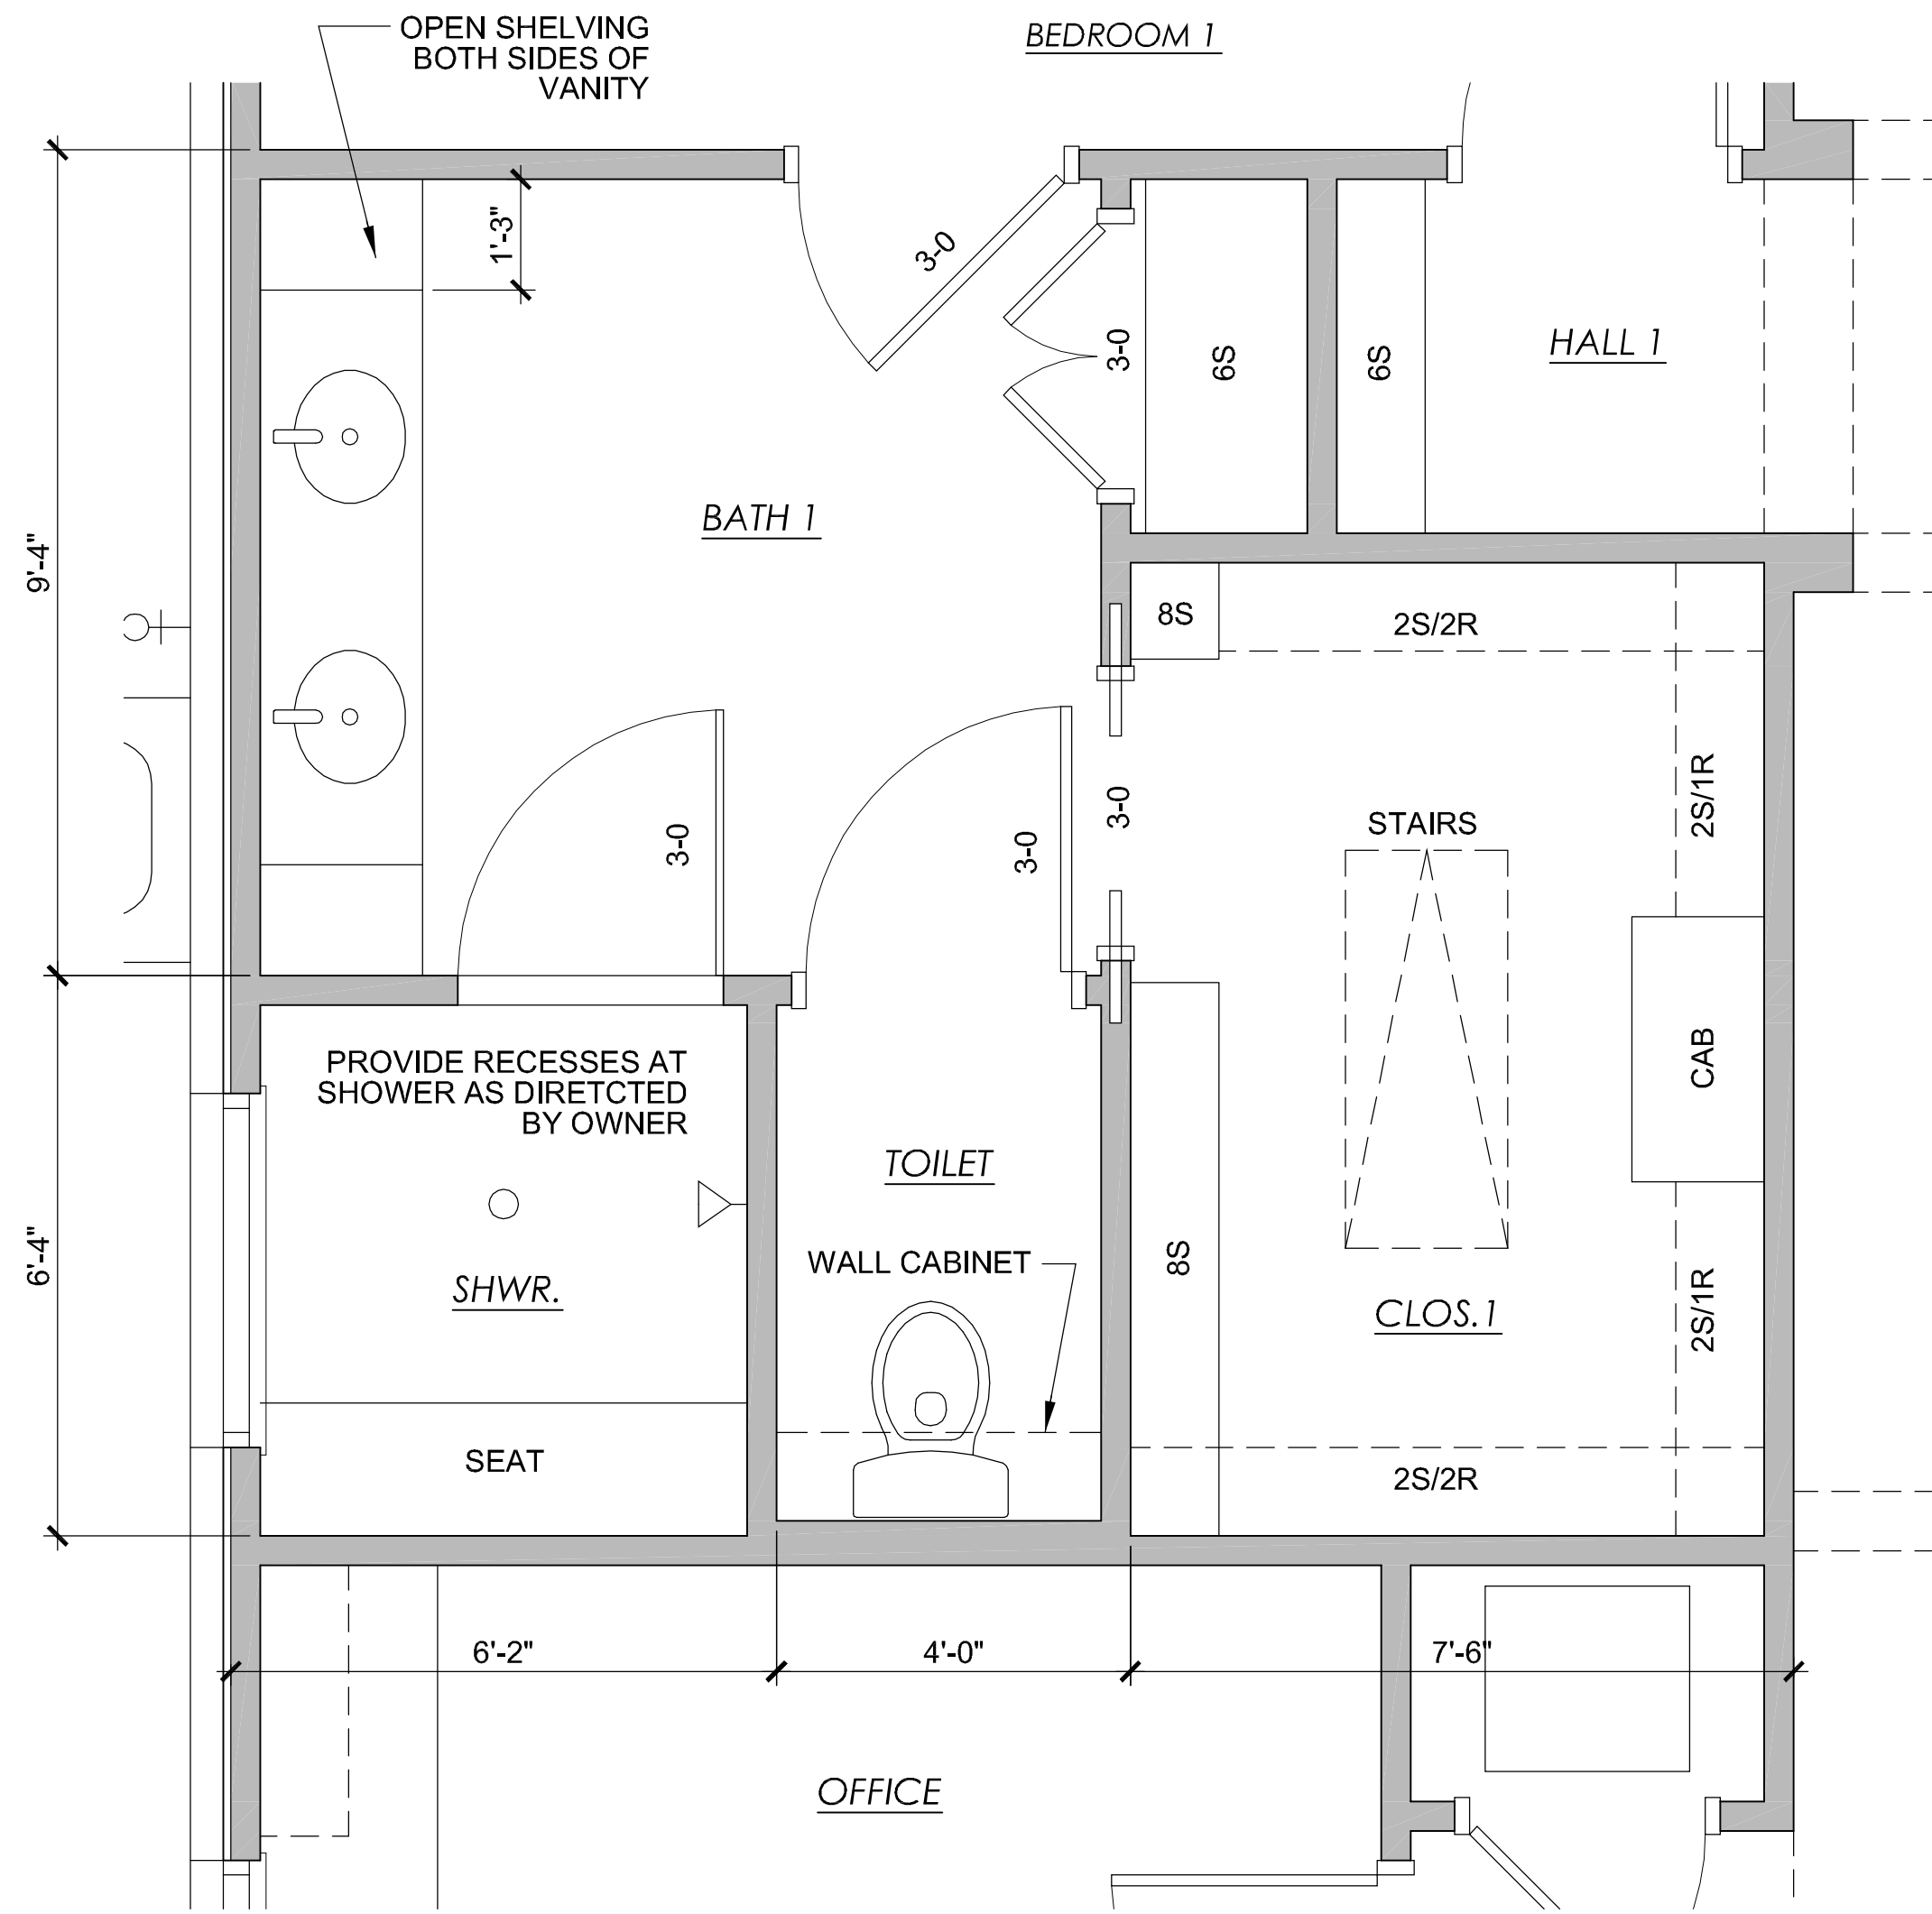 OPEN SHELVING
BOTH SIDES OF
VANITY
BEDROOM 1
1'-3"
3-0
3-0
6S
6S
HALL 1
BATH 1
9'-4"
8S
2S/2R
2S/1R
STAIRS
3-0
3-0
3-0
CAB
PROVIDE RECESSES AT
SHOWER AS DIRETCTED
BY OWNER
TOILET
WALL CABINET
6'-4"
SHWR.
8S
CLOS.1
2S/1R
SEAT
2S/2R
6'-2"
4'-0"
7'-6"
OFFICE